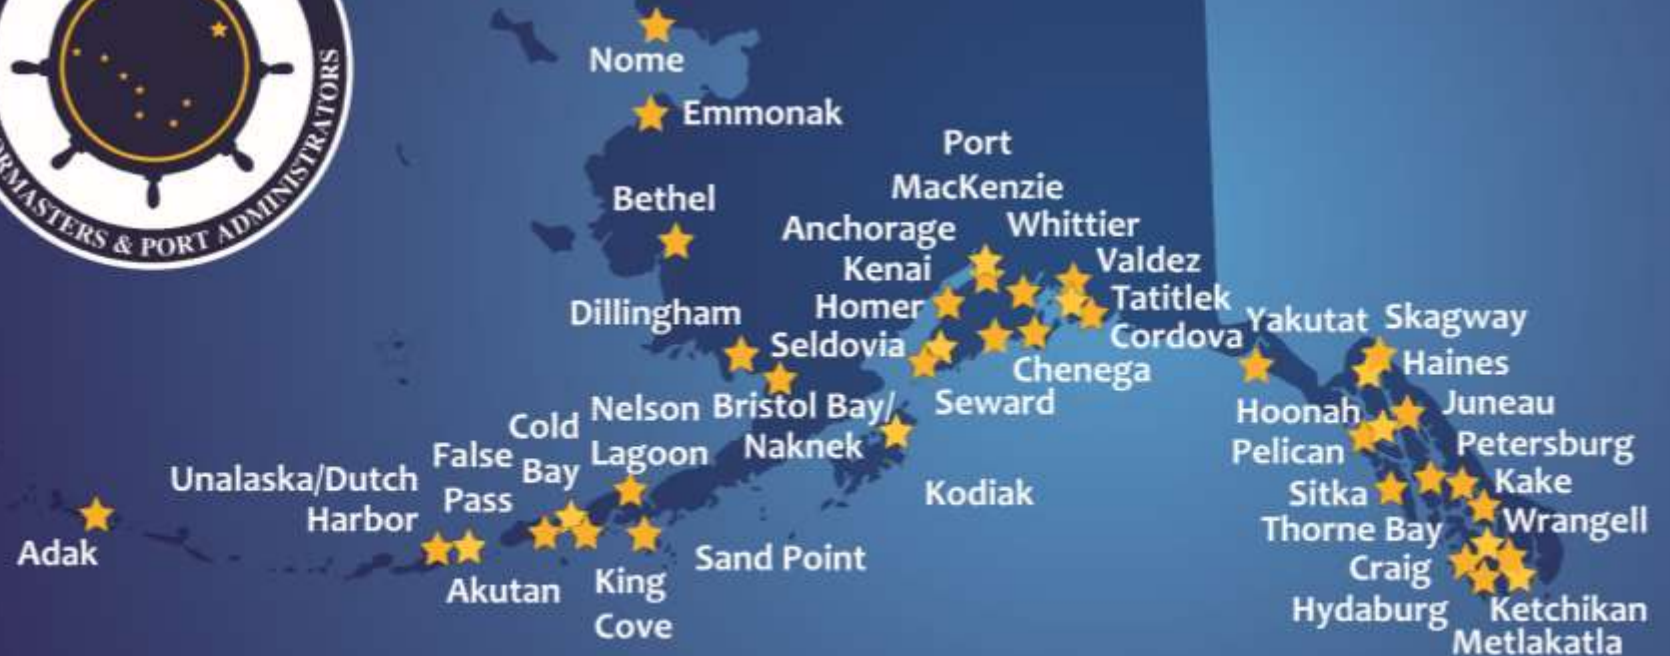 ORMASTERS & PORT ADMINISTRATORS
Nome
Emmonak
Bethel
Dillingham
Port
MacKenzie
Anchorage
Whittier
Kenai
Valdez
Homer
Tatitlek
Seldovia
Cordova
Chenega
Seward
Yakutat
Skagway
Haines
Hoonah
Juneau
Pelican
Petersburg
Sitka
Kake
Thorne Bay
Wrangell
Craig
Hydaburg
Ketchikan
Metlakatla
Bristol Bay/
Naknek
Kodiak
Nelson
Lagoon
Cold
Bay
False
Pass
Unalaska/Dutch
Harbor
Adak
Akutan
King
Cove
Sand Point